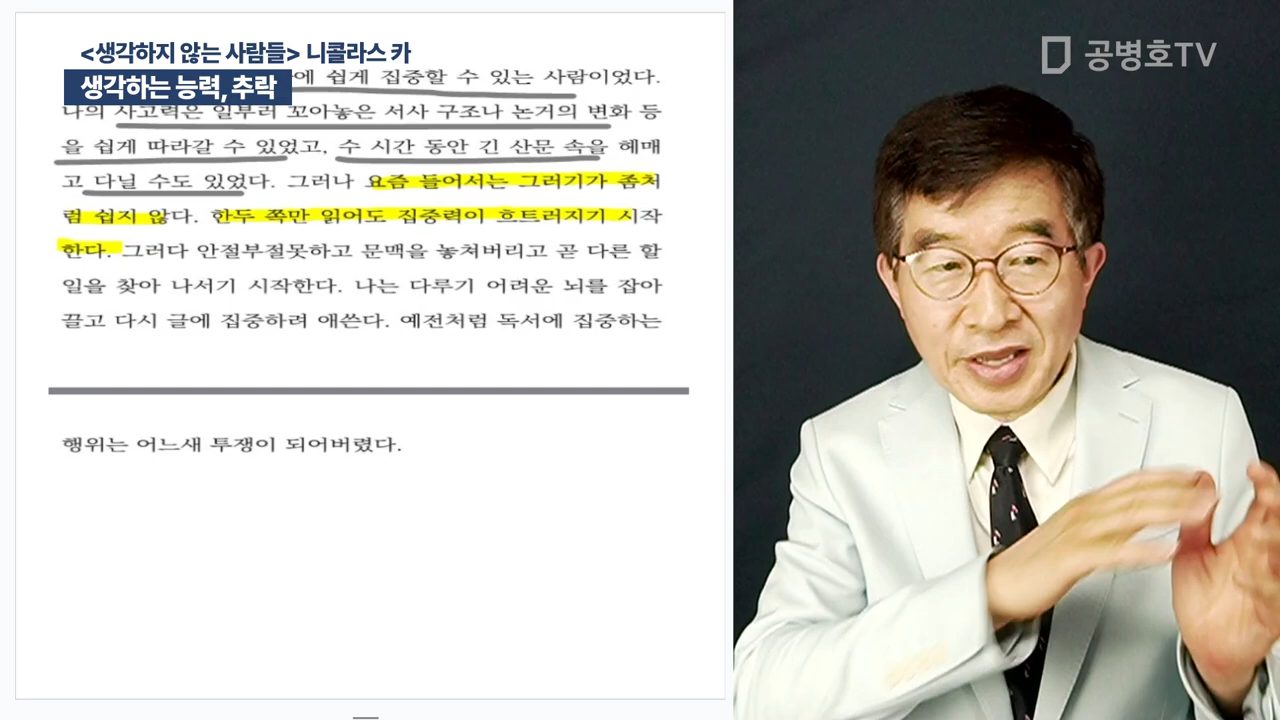 <생각하지 않는 사람들> 니콜라스 카
생각하는 능력, 추락
에 쉽게 집중할 수 있는 사람이었다.
나의 사고력은 일부러 꼬아놓은 서사 구조나 논거의 변화 등
을 쉽게 따라갈 수 있었고, 수 시간 동안 긴 산문 속을 헤매
고 다닐 수도 있었다. 그러나 요즘 들어서는 그러기가 좀처
럼 쉽지 않다. 한두 쪽만 읽어도 집중력이 흐트러지기 시작
한다. 그러다 안절부절못하고 문맥을 놓쳐버리고 곧 다른 할
일을 찾아 나서기 시작한다. 나는 다루기 어려운 뇌를 잡아
끌고 다시 글에 집중하려 애쓴다. 예전처럼 독서에 집중하는
행위는 어느새 투쟁이 되어버렸다.
공병호TV